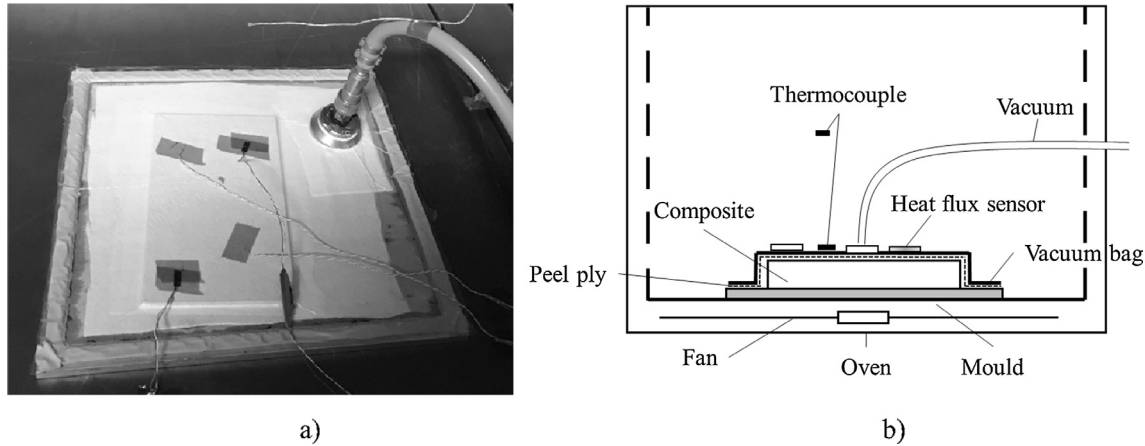 Thermocouple
Vacuum
Composite
Heat flux sensor
Peel ply
Vacuum bag
Fan
Oven
Mould
a)
b)